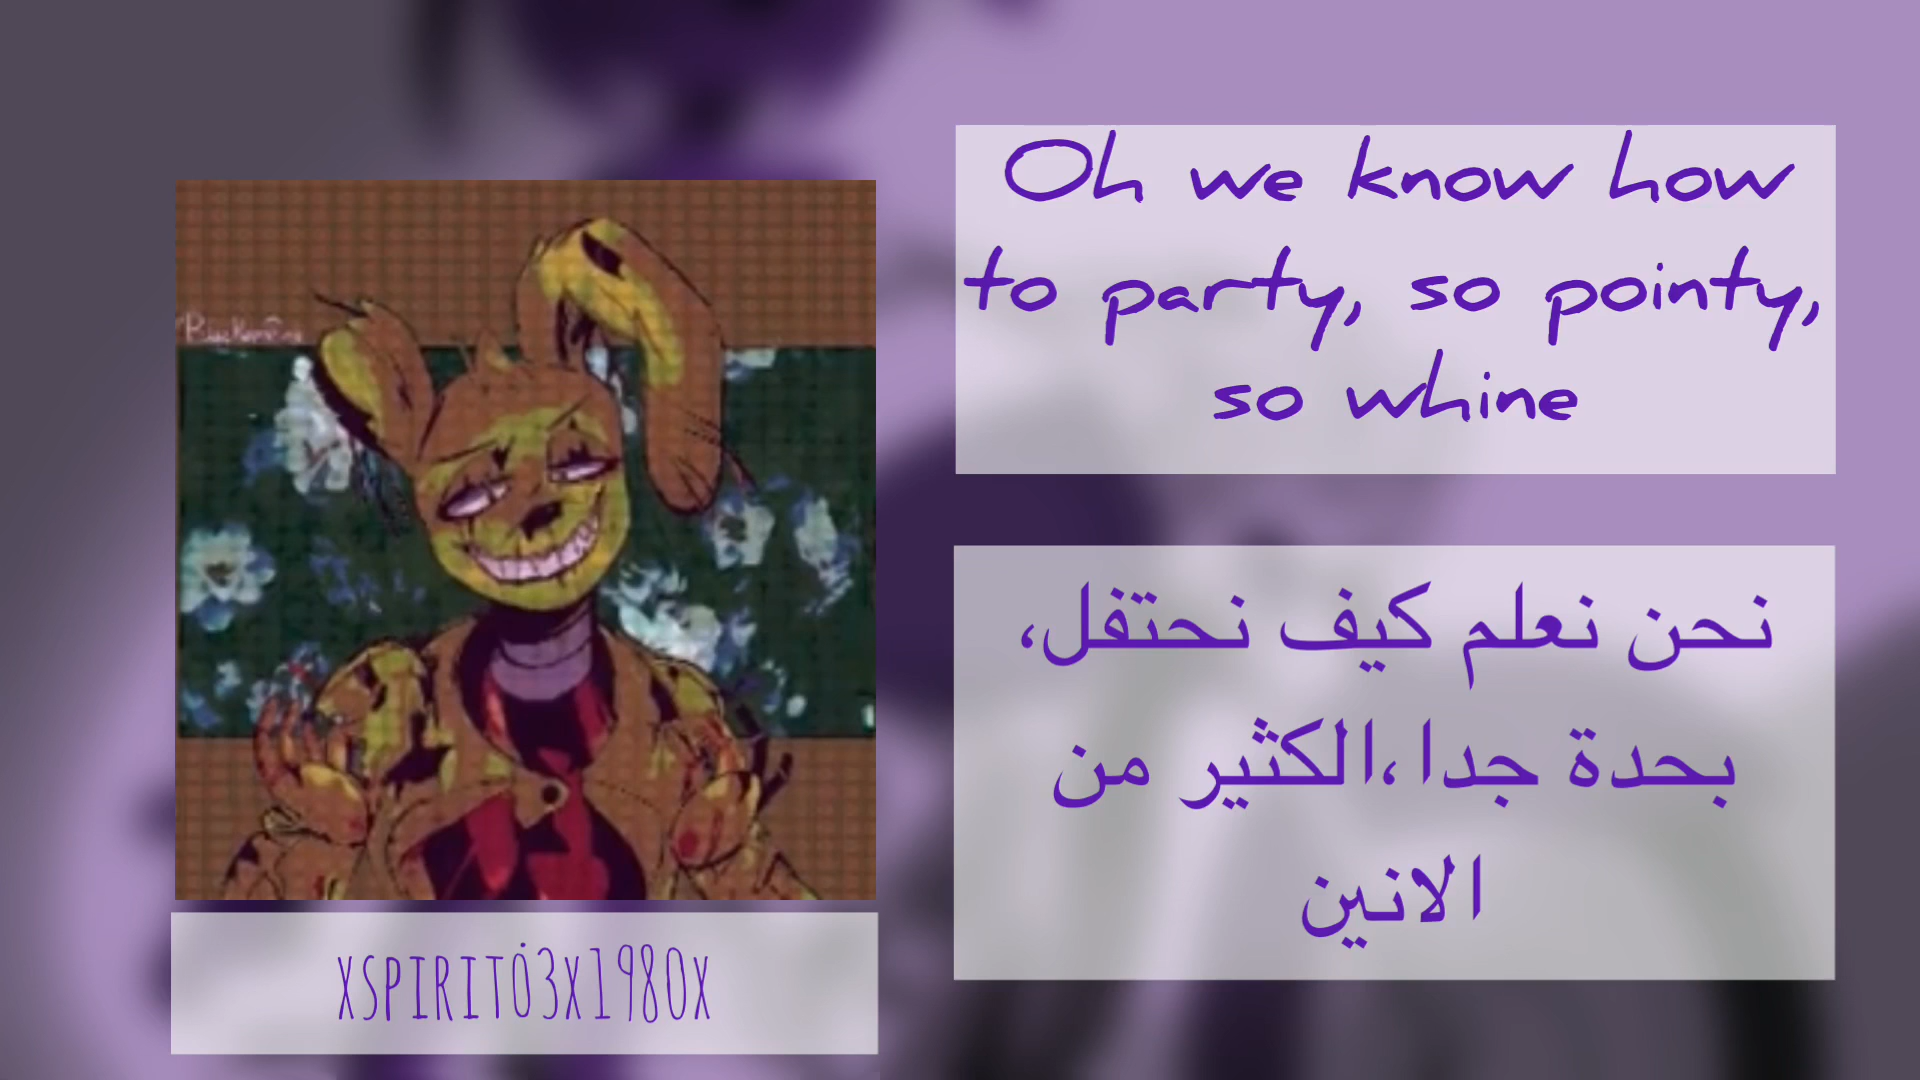 Oh we know how
to party, so pointy,
so whine
نحن نعلم كيف نحتفل،
بحدة جدا ،الكثير من
الانين
xspiritȯ3x1980x